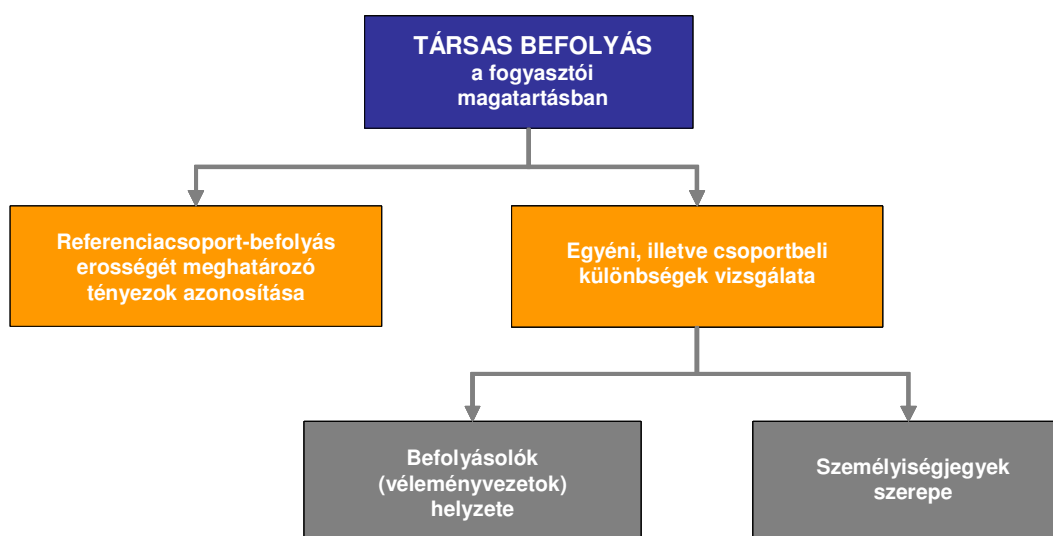 TÁRSAS BEFOLYÁS
a fogyasztói
magatartásban
Referenciacsoport-befolyás
erosségét meghatározó
tényezok azonosítása
Egyéni, illetve csoportbeli
különbségek vizsgálata
Befolyásolók
(véleményvezetok)
helyzete
Személyiségjegyek
szerepe